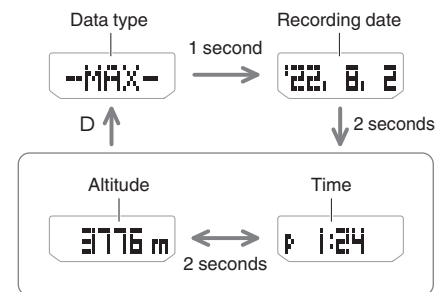 Data type
Recording date
--MAX-
1 second
'22. 8. 2
D
2 seconds
Altitude
Time
3776 m
2 seconds
P 1:24